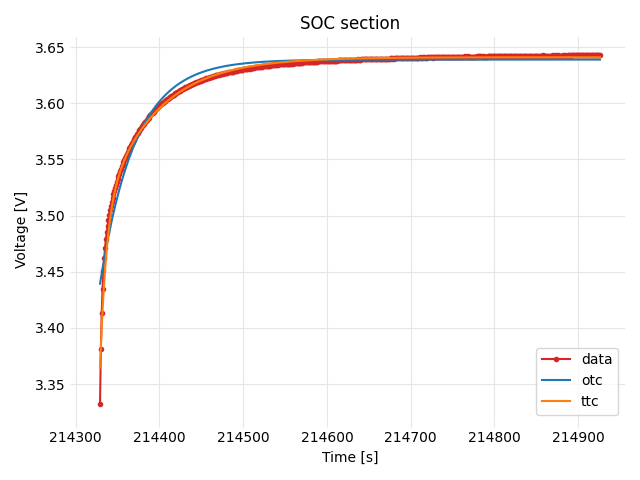 SOC section
Voltage [V]
3.65
3.60
3.55
3.50
3.45
3.40
3.35
data
otc
ttc
214300 214400 214500 214600 214700 214800 214900
Time [s]